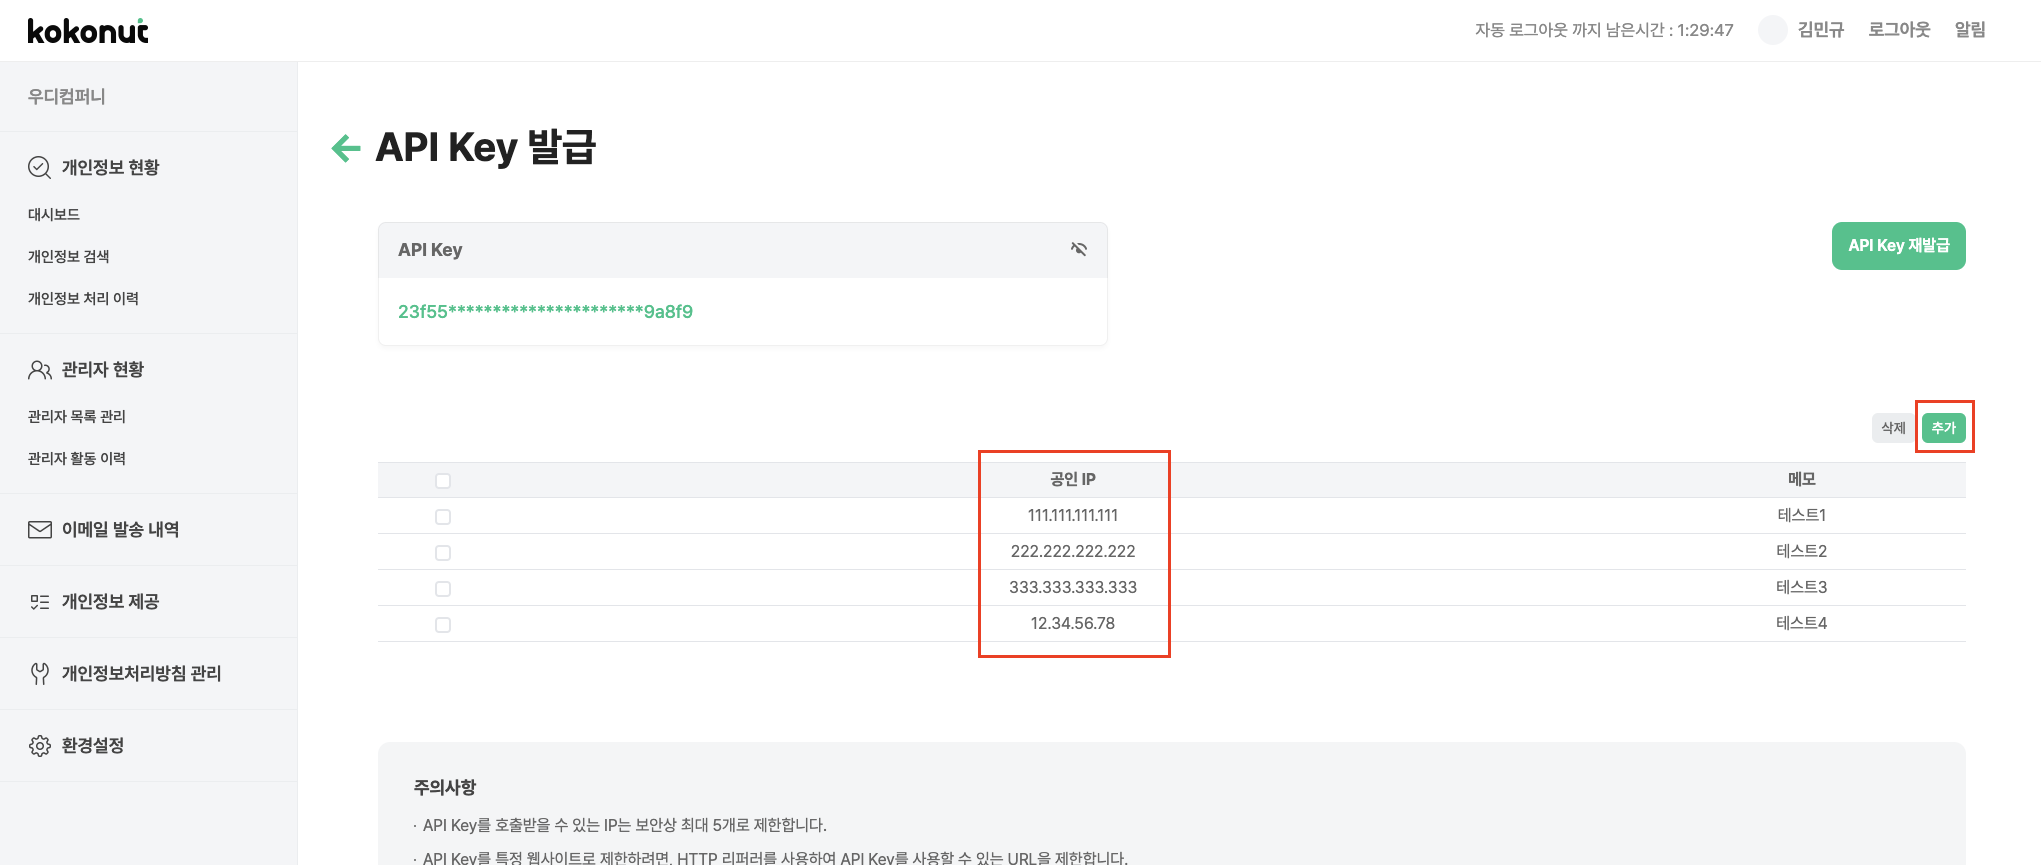 kokonut
자동 로그아웃 까지 남은시간 : 1:29:47 김민규 로그아웃 알림
우디컴퍼니
개인정보 현황
대시보드
개인정보 검색
개인정보 처리 이력
관리자 현황
관리자 목록 관리
관리자 활동 이력
이메일 발송 내역
개인정보 제공
개인정보처리방침 관리
환경설정
API Key 발급
API Key
23f55**********************9a8f9
API Key 재발급
삭제 추가
공인 IP 메모
111.111.111.111 테스트1
222.222.222.222 테스트2
333.333.333.333 테스트3
12.34.56.78 테스트4
주의사항
· API Key를 호출받을 수 있는 IP는 보안상 최대 5개로 제한합니다.
· API Key를 특정 웹사이트로 제한하려면, HTTP 리퍼러를 사용하여 API Key를 사용할 수 있는 URL을 제한합니다.